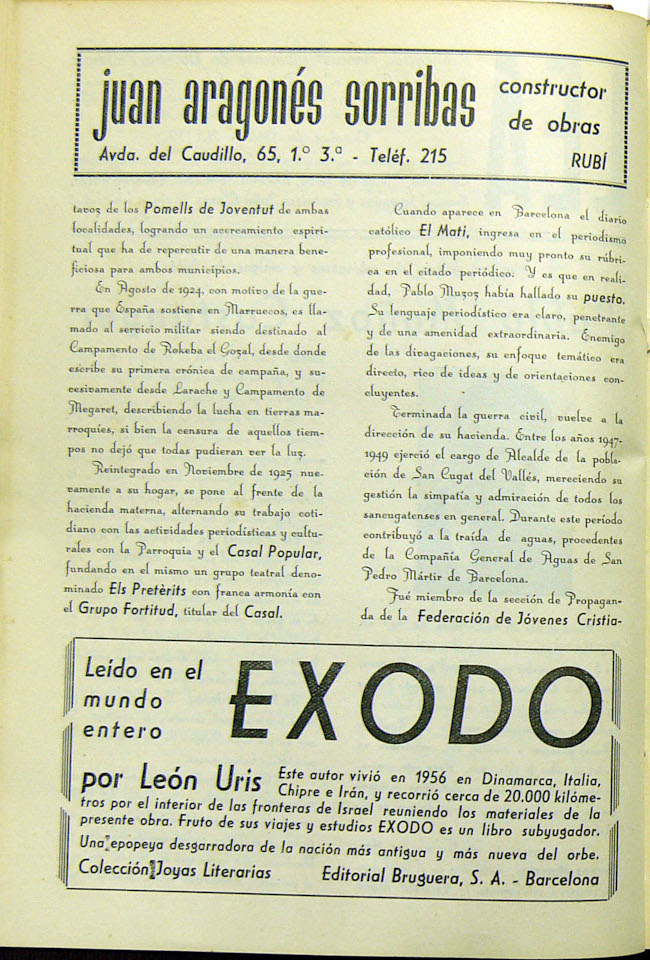 juan aragonés sorribas
constructor
de obras
RUBÍ
Avda. del Caudillo, 65, 1.º 3.ª - Teléf. 215
tavos de los Pomells de Joventut de ambas
localidades, logrando un acercamiento espiri-
tual que ha de repercutir de una manera bene-
ficiosa para ambos municipios.
En Agosto de 1924, con motivo de la gue-
rra que España sostiene en Marruecos, es lla-
mado al servicio militar siendo destinado al
Campamento de Rokeba el Gozal, desde donde
escribe su primera crónica de campaña, y su-
cesivamente desde Larache y Campamento de
Megaret, describiendo la lucha en tierras ma-
rroquíes, si bien la censura de aquellos tiem-
pos no dejó que todas pudieran ver la luz.
Reintegrado en Noviembre de 1925 nue-
vamente a su hogar, se pone al frente de la
hacienda materna, alternando su trabajo coti-
diano con las actividades periodísticas y cultu-
rales con la Parroquia y el Casal Popular,
fundando en el mismo un grupo teatral deno-
minado Els Pretèrits con franca armonía con
el Grupo Fortitud, titular del Casal.
Cuando aparece en Barcelona el diario
católico El Matí, ingresa en el periodismo
profesional, imponiendo muy pronto su rúbri-
ca en el citado periódico. Y es que en reali-
dad, Pablo Muzos había hallado su puesto.
Su lenguaje periodístico era claro, penetrante
y de una amenidad extraordinaria. Enemigo
de las divagaciones, su enfoque temático era
directo, rico de ideas y de orientaciones con-
cluyentes.
Terminada la guerra civil, vuelve a la
dirección de su hacienda. Entre los años 1947-
1949 ejerció el cargo de Alcalde de la pobla-
ción de San Cugat del Vallés, mereciendo su
gestión la simpatía y admiración de todos los
sancugatenses en general. Durante este período
contribuyó a la traída de aguas, procedentes
de la Compañía General de Aguas de San
Pedro Mártir de Barcelona.
Fué miembro de la sección de Propagan-
da de la Federación de Jóvenes Cristia-
Leído en el
mundo
entero
EXODO
por León Uris
Este autor vivió en 1956 en Dinamarca, Italia,
Chipre e Irán, y recorrió cerca de 20.000 kilóme-
tros por el interior de las fronteras de Israel reuniendo los materiales de la
presente obra. Fruto de sus viajes y estudios EXODO es un libro subyugador.
Una epopeya desgarradora de la nación más antigua y más nueva del orbe.
Colección Joyas Literarias
Editorial Bruguera, S. A. - Barcelona